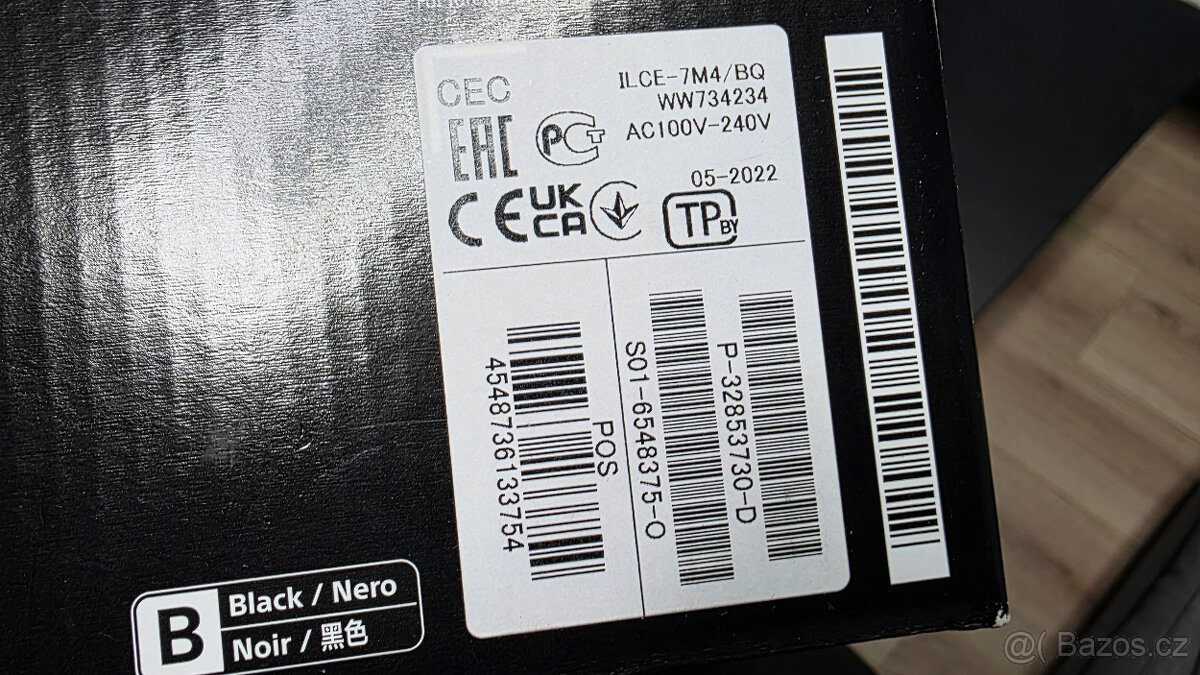 CEC
ILCE-7M4/BQ
WW734234
AC100V-240V
EAC
PCT
05-2022
CE
UK
CA
TP
BY
4548736133754
POS
S01-6548375-O
P-32853730-D
B
Black / Nero
Noir / 黑色
@( Bazos.cz